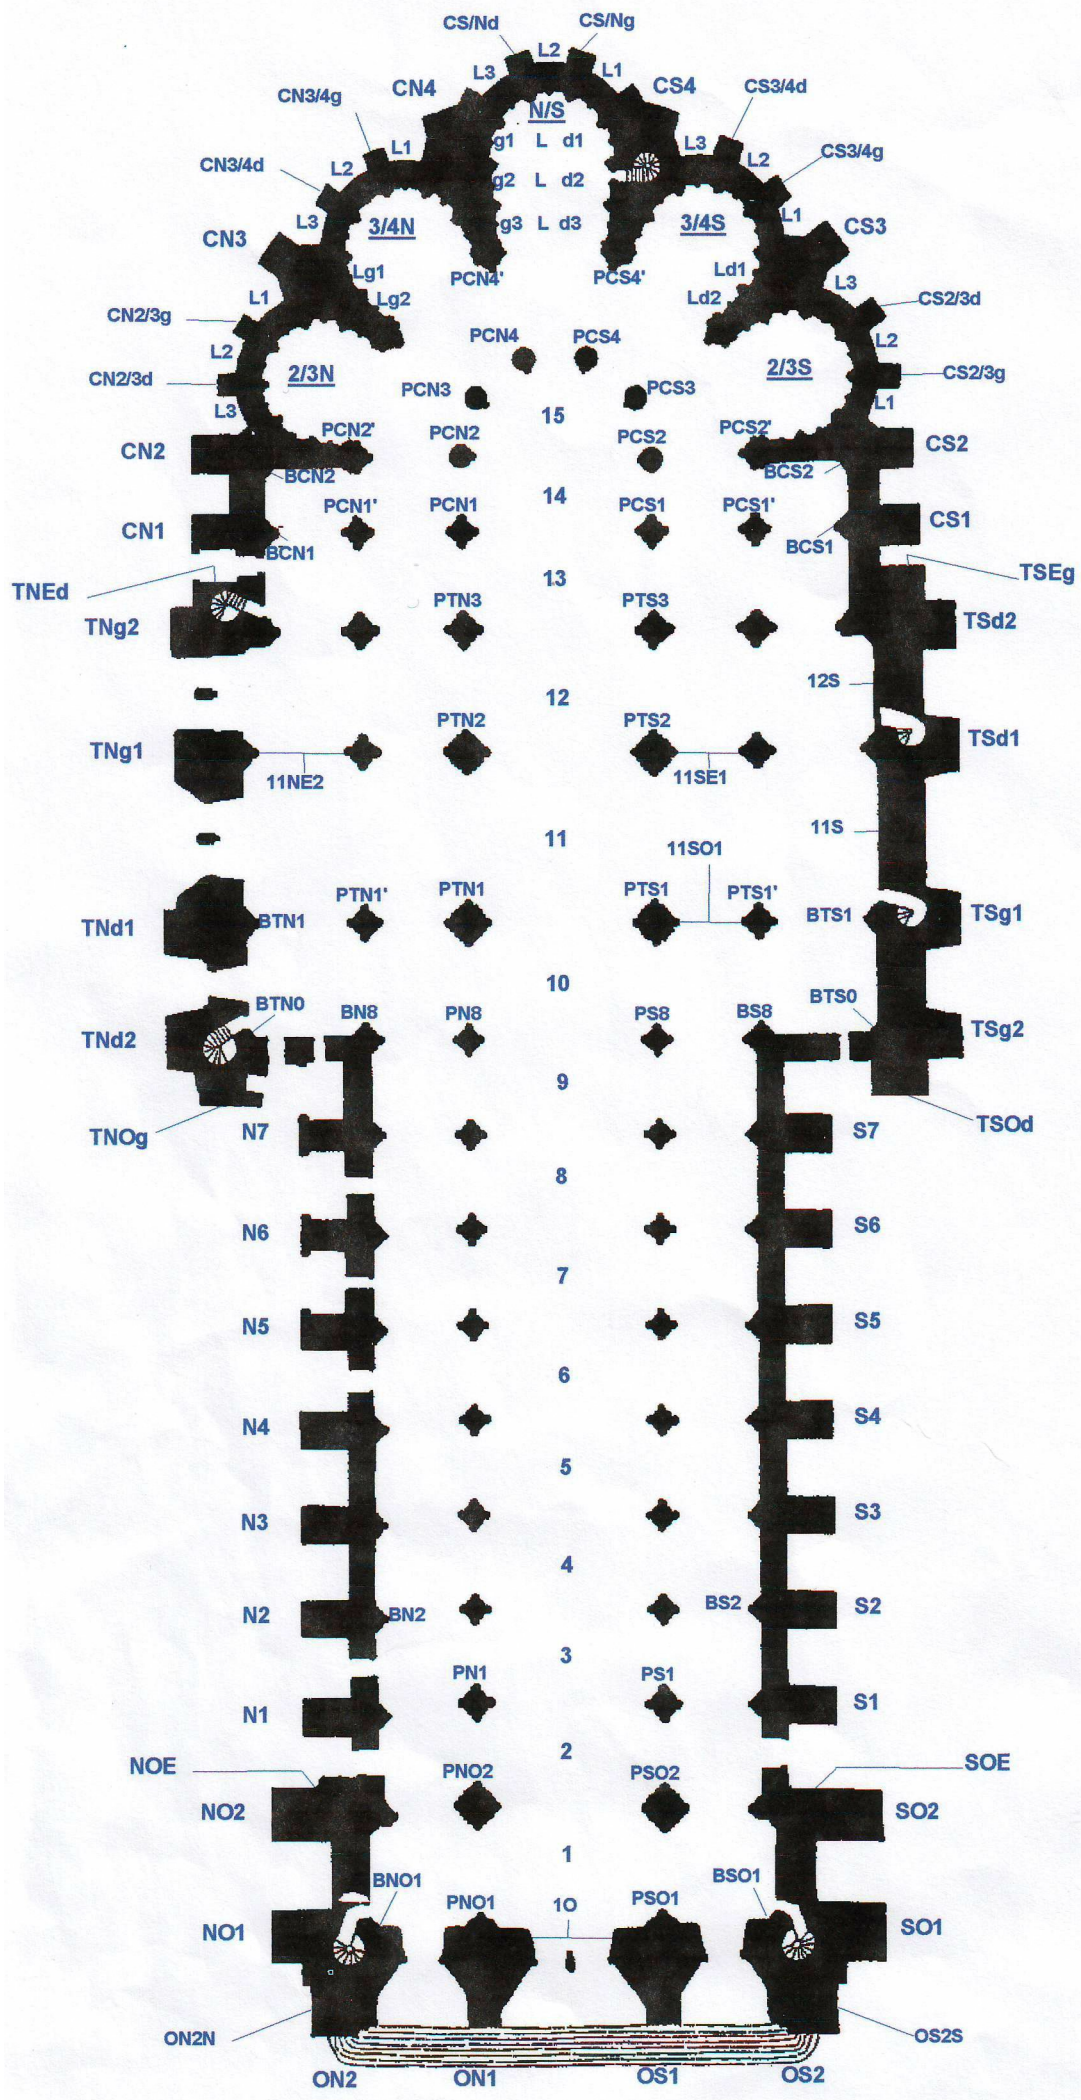 CS/Nd CS/Ng
L2
L3 L1
CN4 CS4
CN3/4g CS3/4d
N/S
g1 L d1
L1 L3
L2 L2
CN3/4d CS3/4g
g2 L d2
L3 L1
3/4N g3 L d3 3/4S
CN3 CS3
Lg1 PCN4' PCS4' Ld1
L1 L3
Lg2 Ld2
CN2/3g CS2/3d
L2 PCN4 PCS4 L2
2/3N 2/3S
CN2/3d CS2/3g
PCN3 PCS3
L3 L1
15
PCN2' PCN2 PCS2 PCS2'
CN2 CS2
BCN2 BCS2
14
PCN1' PCN1 PCS1 PCS1'
CN1 CS1
BCN1 BCS1
TNEd TSEg
13
PTN3 PTS3
TNg2 TSd2
12S
12
PTN2 PTS2
TNg1 TSd1
11NE2 11SE1
11S
11
11SO1
PTN1' PTN1 PTS1 PTS1'
TNd1 BTN1 BTS1 TSg1
10
BTN0 BTS0
BN8 PN8 PS8 BS8
TNd2 TSg2
9
TNOg TSOd
N7 S7
8
N6 S6
7
N5 S5
6
N4 S4
5
N3 S3
4
N2 BN2 BS2 S2
3
PN1 PS1
N1 S1
2
NOE SOE
PNO2 PSO2
NO2 SO2
1
BNO1 BSO1
PNO1 1O PSO1
NO1 SO1
ON2N OS2S
ON2 ON1 OS1 OS2